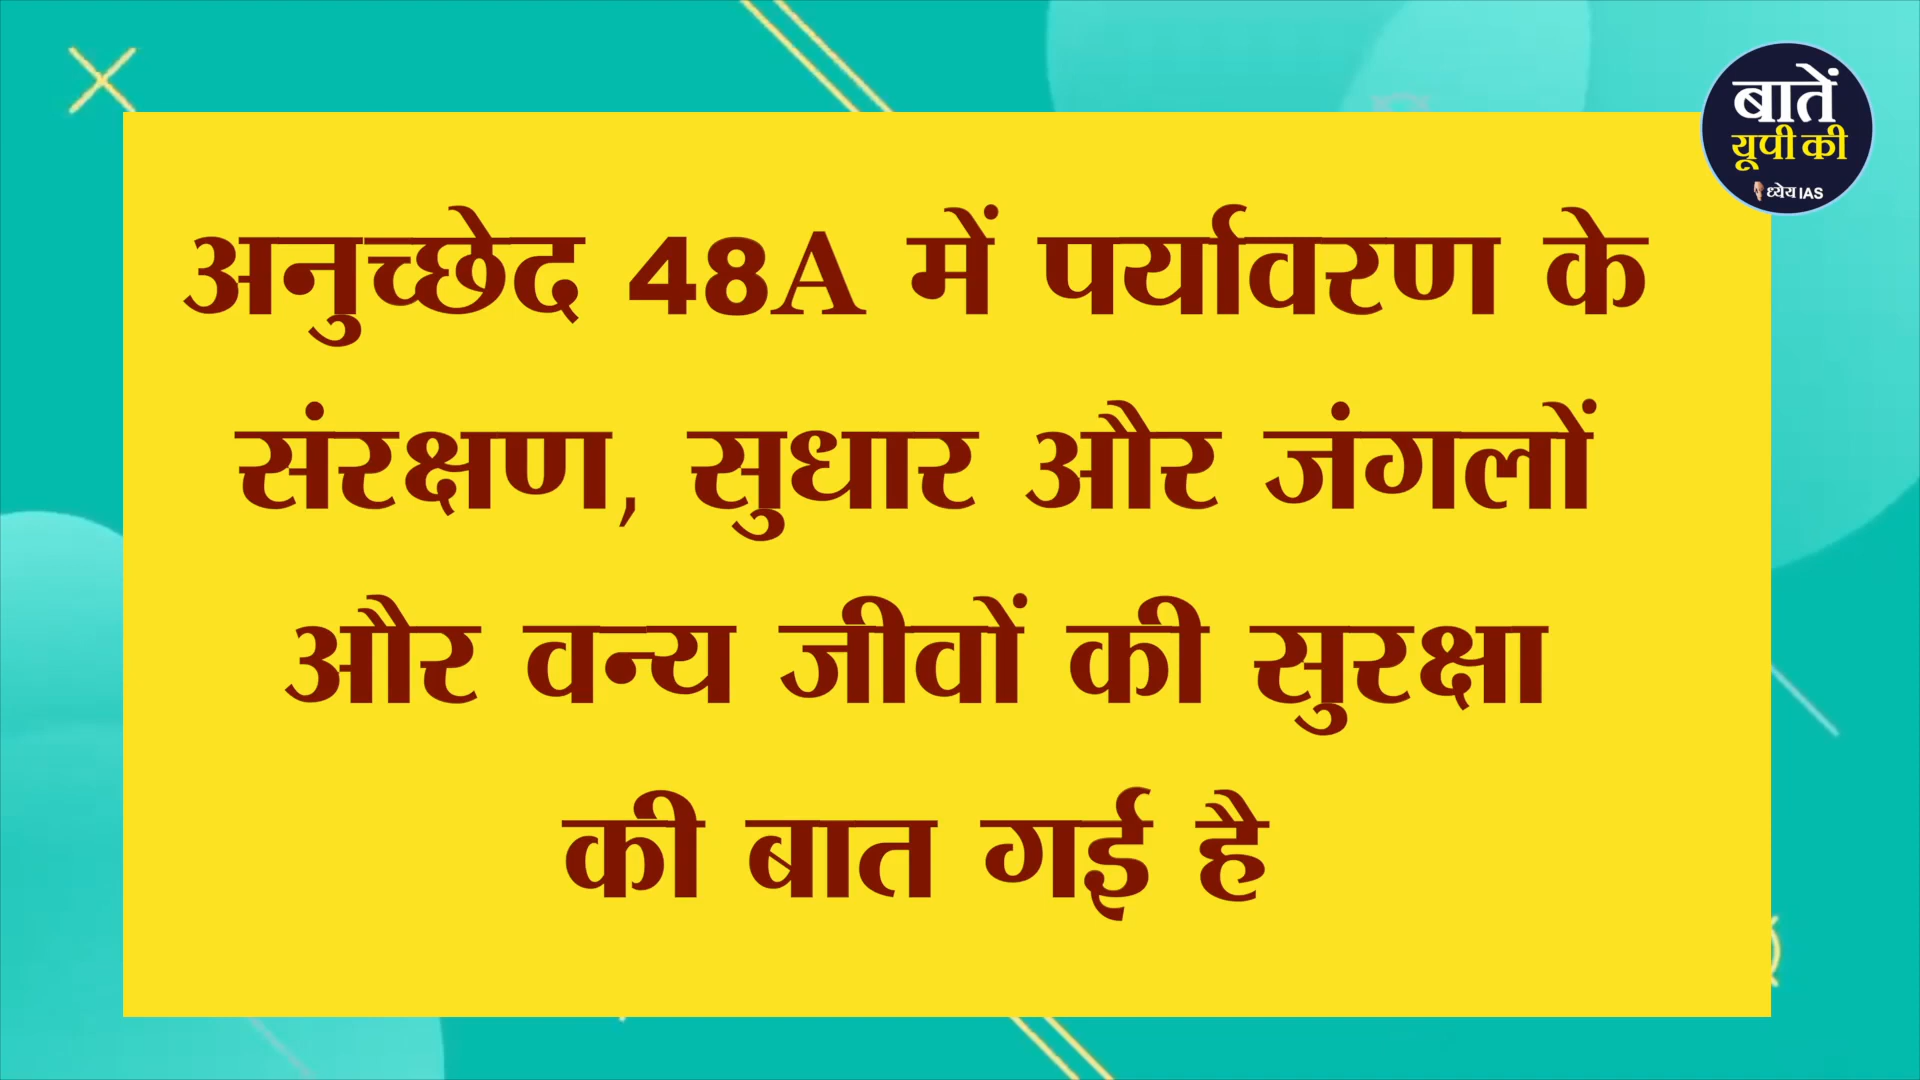 बातें
यूपी की
ध्येय IAS
अनुच्छेद 48A में पर्यावरण के
संरक्षण, सुधार और जंगलों
और वन्य जीवों की सुरक्षा
की बात गई है